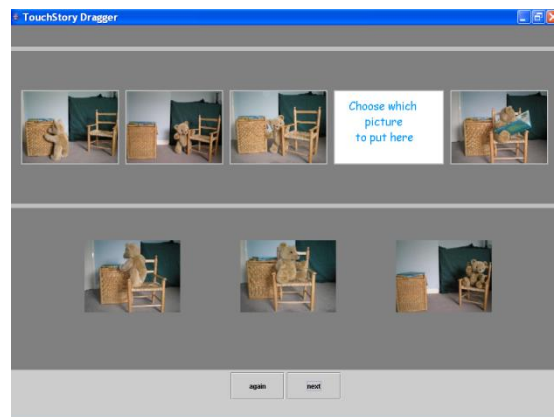 TouchStory Dragger
Choose which
picture
to put here
again
next